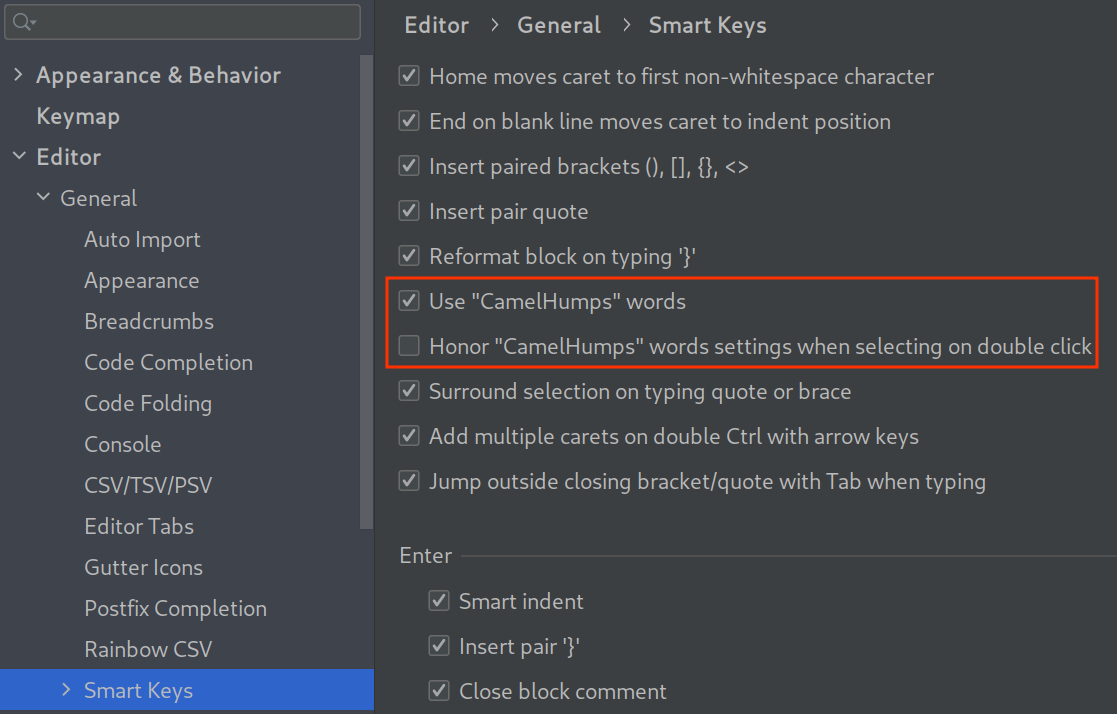 Appearance & Behavior
Keymap
Editor
General
Auto Import
Appearance
Breadcrumbs
Code Completion
Code Folding
Console
CSV/TSV/PSV
Editor Tabs
Gutter Icons
Postfix Completion
Rainbow CSV
Smart Keys
Editor › General › Smart Keys
Home moves caret to first non-whitespace character
End on blank line moves caret to indent position
Insert paired brackets (), [], {}, <>
Insert pair quote
Reformat block on typing '}'
Use "CamelHumps" words
Honor "CamelHumps" words settings when selecting on double click
Surround selection on typing quote or brace
Add multiple carets on double Ctrl with arrow keys
Jump outside closing bracket/quote with Tab when typing
Enter
Smart indent
Insert pair '}'
Close block comment